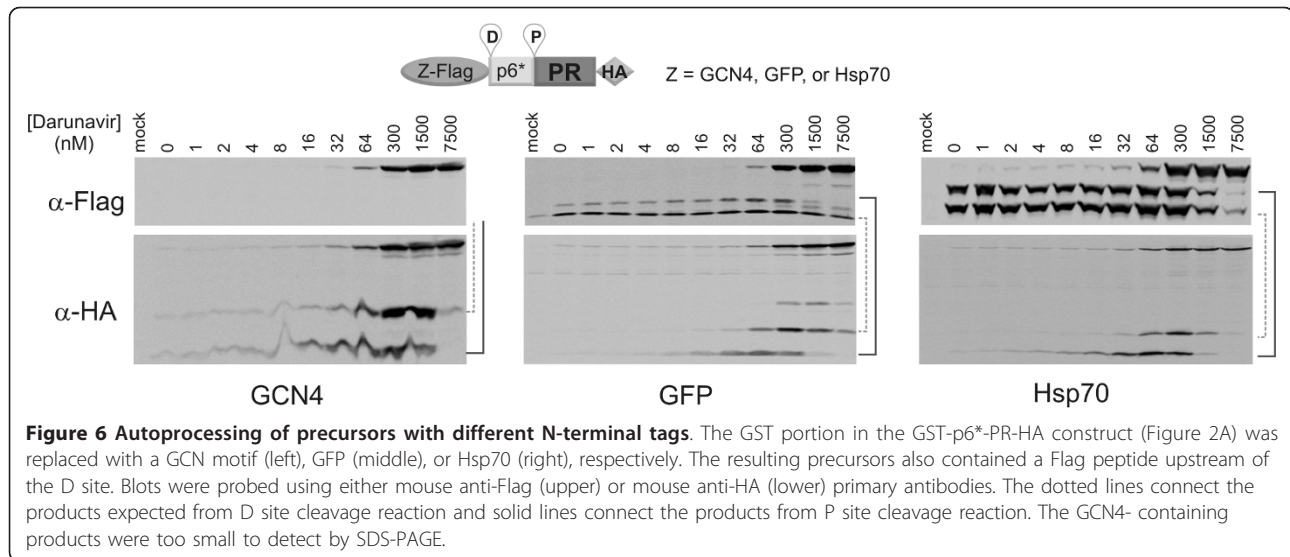 D P
Z-Flag p6* PR HA Z = GCN4, GFP, or Hsp70
[Darunavir] (nM)
mock 0 1 2 4 8 16 32 64 300 1500 7500
mock 0 1 2 4 8 16 32 64 300 1500 7500
mock 0 1 2 4 8 16 32 64 300 1500 7500
α-Flag
α-HA
GCN4 GFP Hsp70
Figure 6 Autoprocessing of precursors with different N-terminal tags. The GST portion in the GST-p6*-PR-HA construct (Figure 2A) was
replaced with a GCN motif (left), GFP (middle), or Hsp70 (right), respectively. The resulting precursors also contained a Flag peptide upstream of
the D site. Blots were probed using either mouse anti-Flag (upper) or mouse anti-HA (lower) primary antibodies. The dotted lines connect the
products expected from D site cleavage reaction and solid lines connect the products from P site cleavage reaction. The GCN4- containing
products were too small to detect by SDS-PAGE.